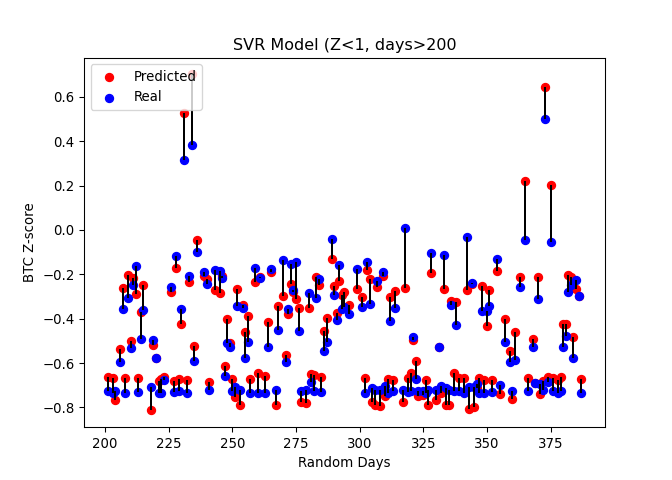 SVR Model (Z<1, days>200
Predicted
Real
BTC Z-score
0.6
0.4
0.2
0.0
−0.2
−0.4
−0.6
−0.8
200 225 250 275 300 325 350 375
Random Days